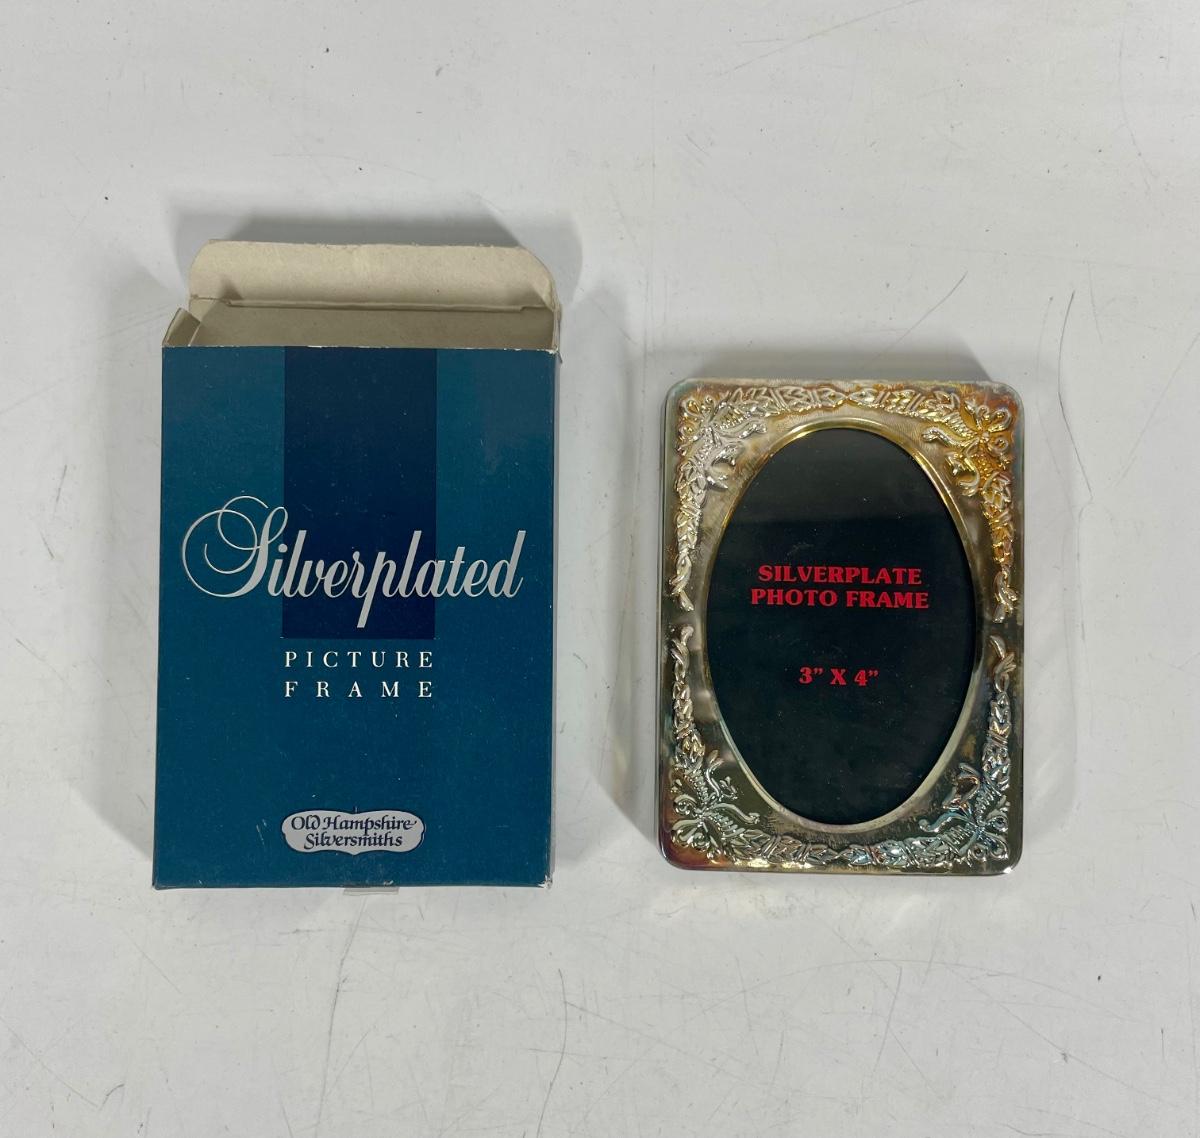 Silverplated
PICTURE
FRAME
Old Hampshire
Silversmiths
SILVERPLATE
PHOTO FRAME
3” X 4”